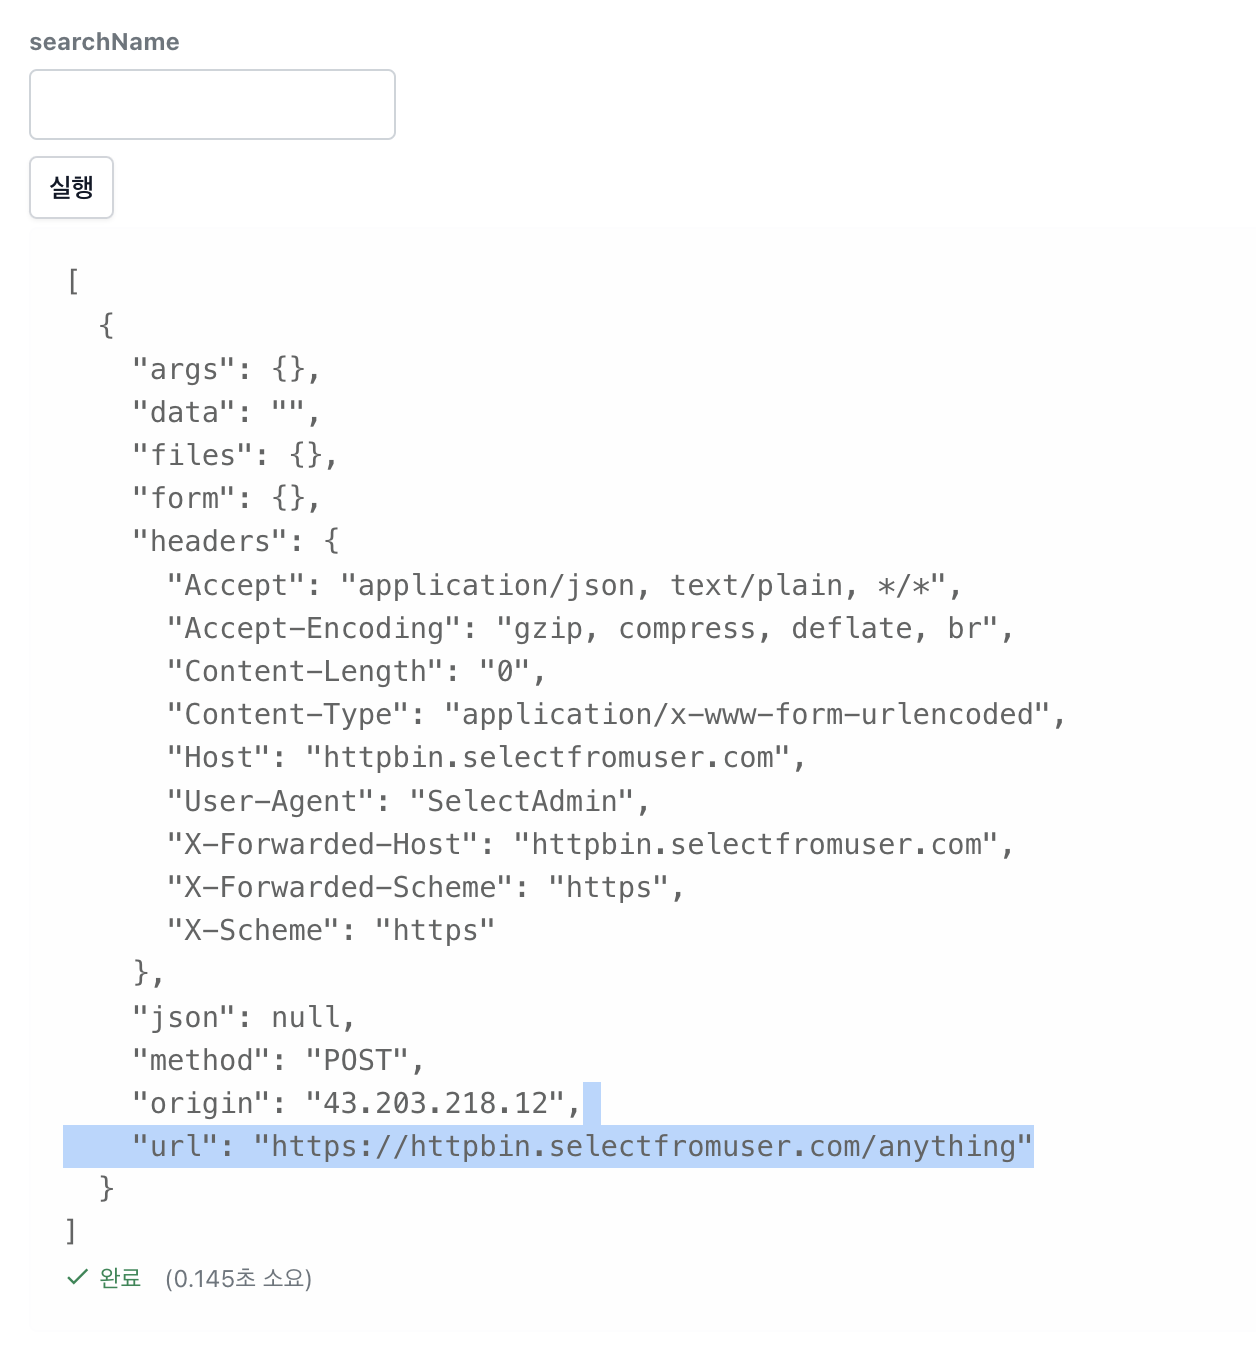 searchName
실행
[
  {
    "args": {},
    "data": "",
    "files": {},
    "form": {},
    "headers": {
      "Accept": "application/json, text/plain, */*",
      "Accept-Encoding": "gzip, compress, deflate, br",
      "Content-Length": "0",
      "Content-Type": "application/x-www-form-urlencoded",
      "Host": "httpbin.selectfromuser.com",
      "User-Agent": "SelectAdmin",
      "X-Forwarded-Host": "httpbin.selectfromuser.com",
      "X-Forwarded-Scheme": "https",
      "X-Scheme": "https"
    },
    "json": null,
    "method": "POST",
    "origin": "43.203.218.12",
    "url": "https://httpbin.selectfromuser.com/anything"
  }
]
✓ 완료 (0.145초 소요)